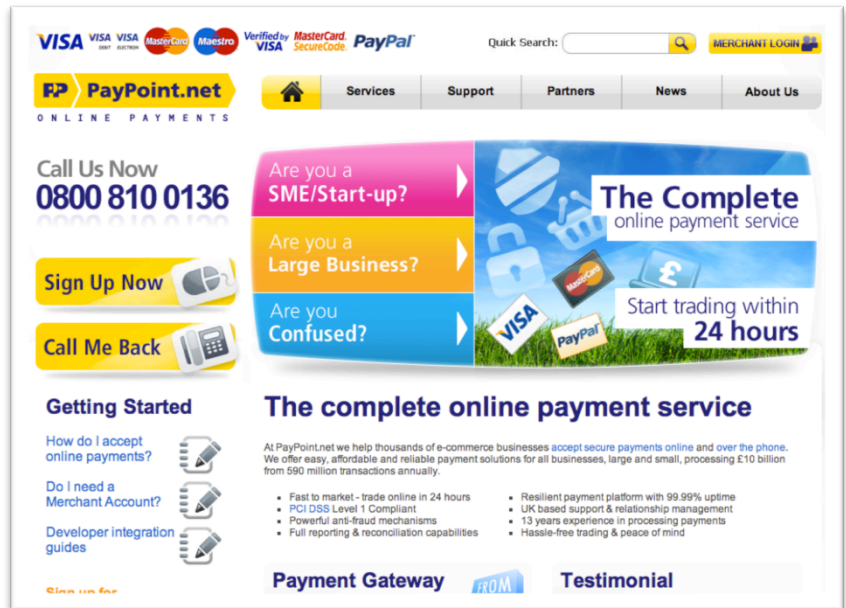 VISA VISA DEBIT VISA ELECTRON MasterCard Maestro Verified by VISA MasterCard. SecureCode. PayPal
Quick Search:
MERCHANT LOGIN
PP PayPoint.net
ONLINE PAYMENTS
Services Support Partners News About Us
Call Us Now
0800 810 0136
Sign Up Now
Call Me Back
Are you a
SME/Start-up?
Are you a
Large Business?
Are you
Confused?
The Complete
online payment service
MasterCard
£
VISA
PayPal
Start trading within
24 hours
Getting Started
How do I accept
online payments?
Do I need a
Merchant Account?
Developer integration
guides
Sign up for
The complete online payment service
At PayPoint.net we help thousands of e-commerce businesses accept secure payments online and over the phone.
We offer easy, affordable and reliable payment solutions for all businesses, large and small, processing £10 billion
from 590 million transactions annually.
Fast to market - trade online in 24 hours
PCI DSS Level 1 Compliant
Powerful anti-fraud mechanisms
Full reporting & reconciliation capabilities
Resilient payment platform with 99.99% uptime
UK based support & relationship management
13 years experience in processing payments
Hassle-free trading & peace of mind
Payment Gateway
FROM
Testimonial